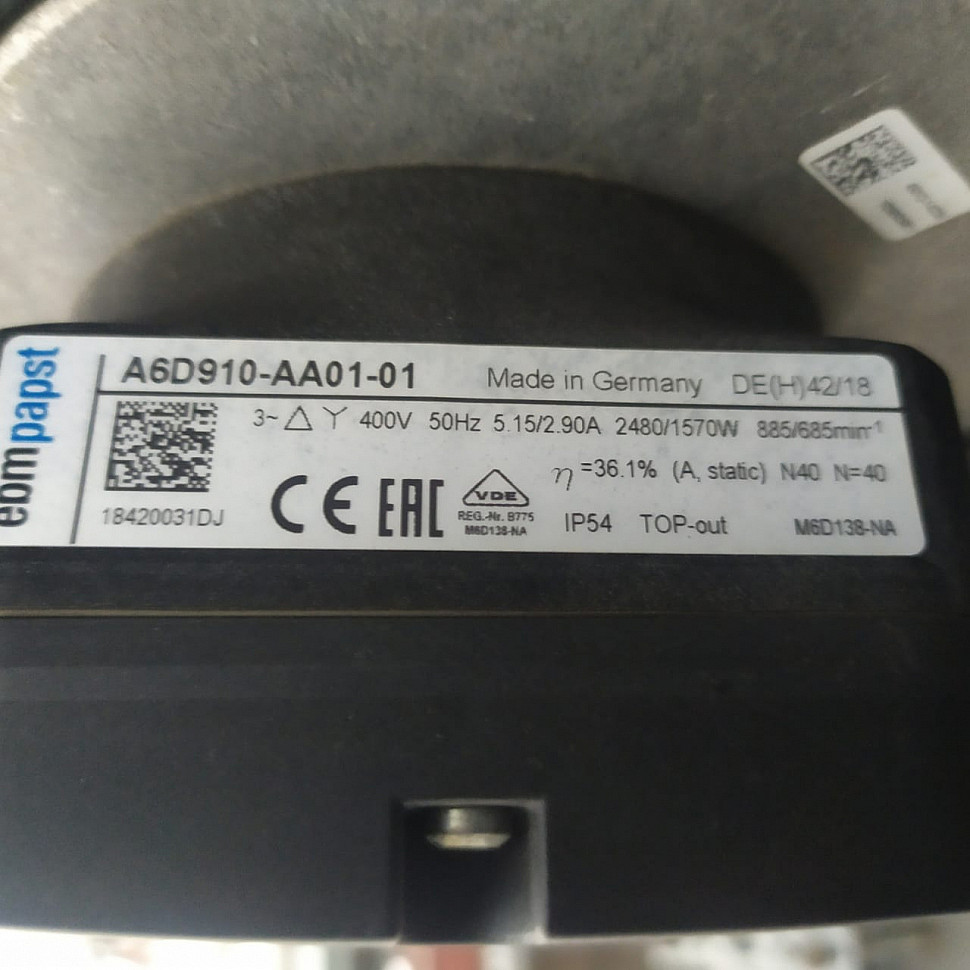 ebmpapst
A6D910-AA01-01 Made in Germany DE(H)42/18
3~ △ Y 400V 50Hz 5.15/2.90A 2480/1570W 885/685min⁻¹
η=36.1% (A, static) N40 N=40
18420031DJ
CE EAC VDE
REG.-Nr. B775
M6D138-NA
IP54 TOP-out M6D138-NA